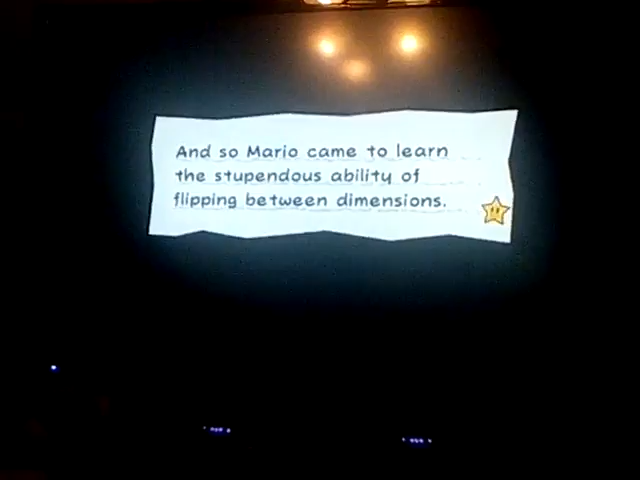 And so Mario came to learn
the stupendous ability of
flipping between dimensions.